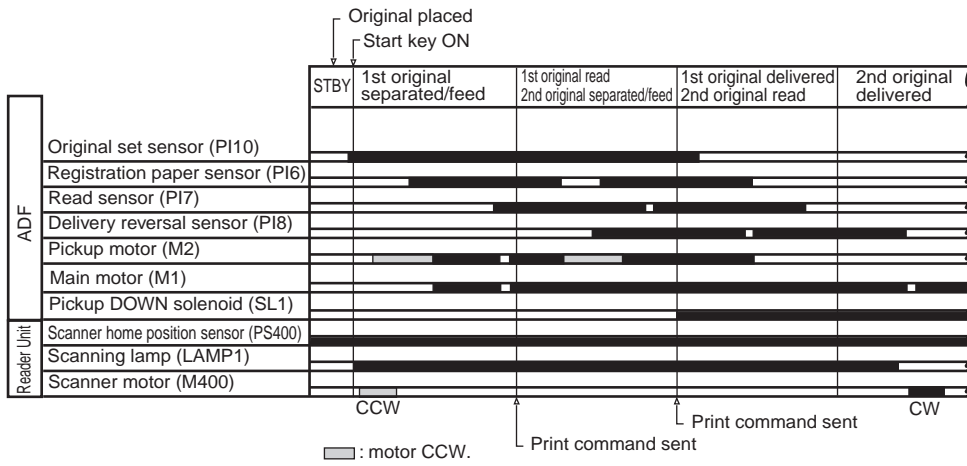 Original placed
Start key ON
STBY
1st original
separated/feed
1st original read
2nd original separated/feed
1st original delivered
2nd original read
2nd original
delivered
ADF
Original set sensor (PI10)
Registration paper sensor (PI6)
Read sensor (PI7)
Delivery reversal sensor (PI8)
Pickup motor (M2)
Main motor (M1)
Pickup DOWN solenoid (SL1)
Reader Unit
Scanner home position sensor (PS400)
Scanning lamp (LAMP1)
Scanner motor (M400)
CCW
CW
Print command sent
Print command sent
: motor CCW.